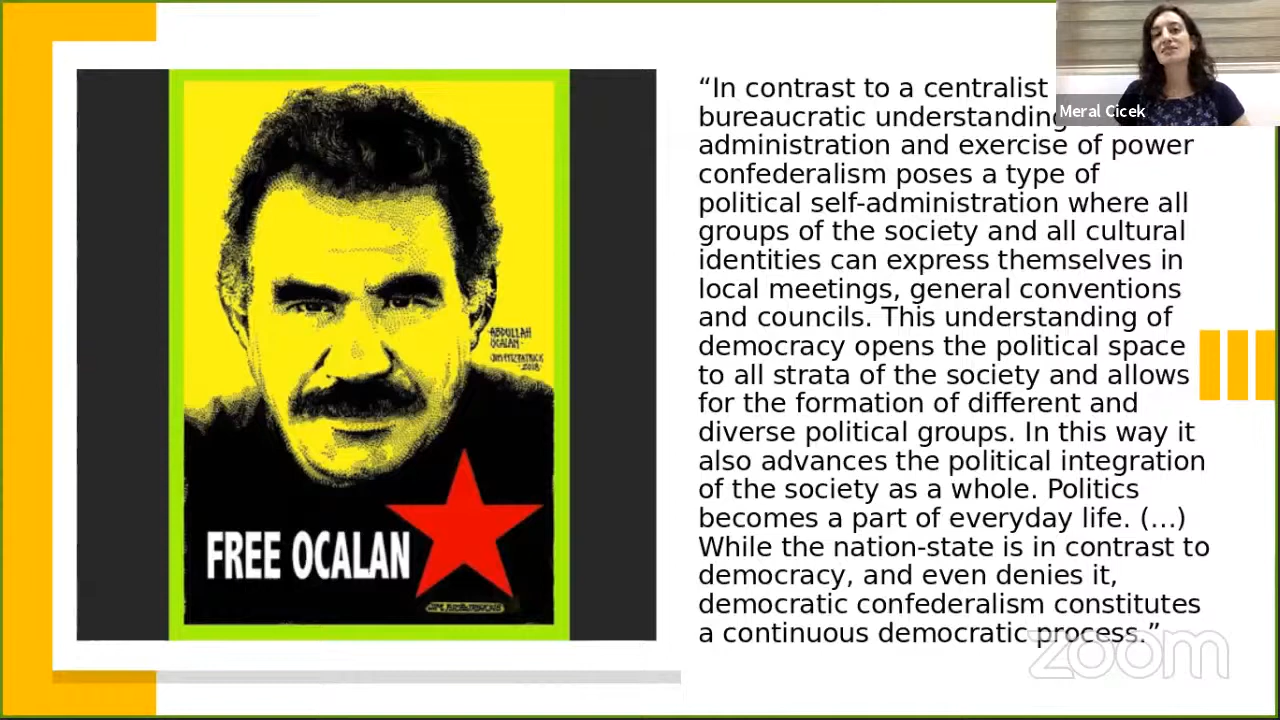 Meral Cicek
ABDULLAH
OCALAN
JIM FITZPATRICK
2018
FREE OCALAN
“In contrast to a centralist
bureaucratic understanding
administration and exercise of power
confederalism poses a type of
political self-administration where all
groups of the society and all cultural
identities can express themselves in
local meetings, general conventions
and councils. This understanding of
democracy opens the political space
to all strata of the society and allows
for the formation of different and
diverse political groups. In this way it
also advances the political integration
of the society as a whole. Politics
becomes a part of everyday life. (…)
While the nation-state is in contrast to
democracy, and even denies it,
democratic confederalism constitutes
a continuous democratic process.”
zoom